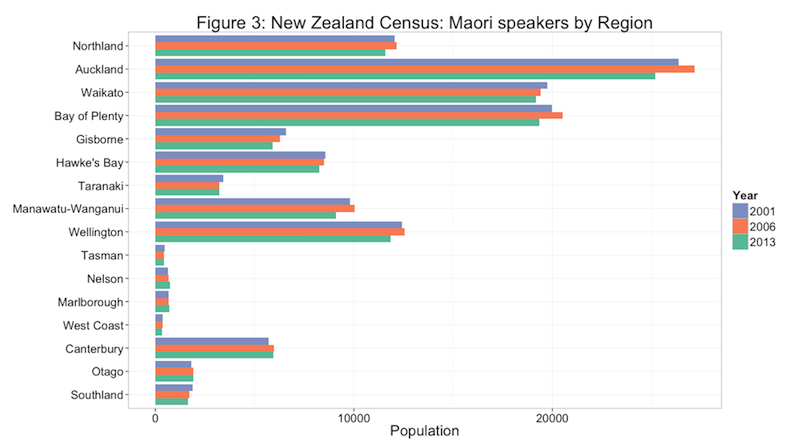 Figure 3: New Zealand Census: Maori speakers by Region
Northland
Auckland
Waikato
Bay of Plenty
Gisborne
Hawke's Bay
Taranaki
Manawatu-Wanganui
Wellington
Tasman
Nelson
Marlborough
West Coast
Canterbury
Otago
Southland
0 10000 20000
Population
Year
2001
2006
2013